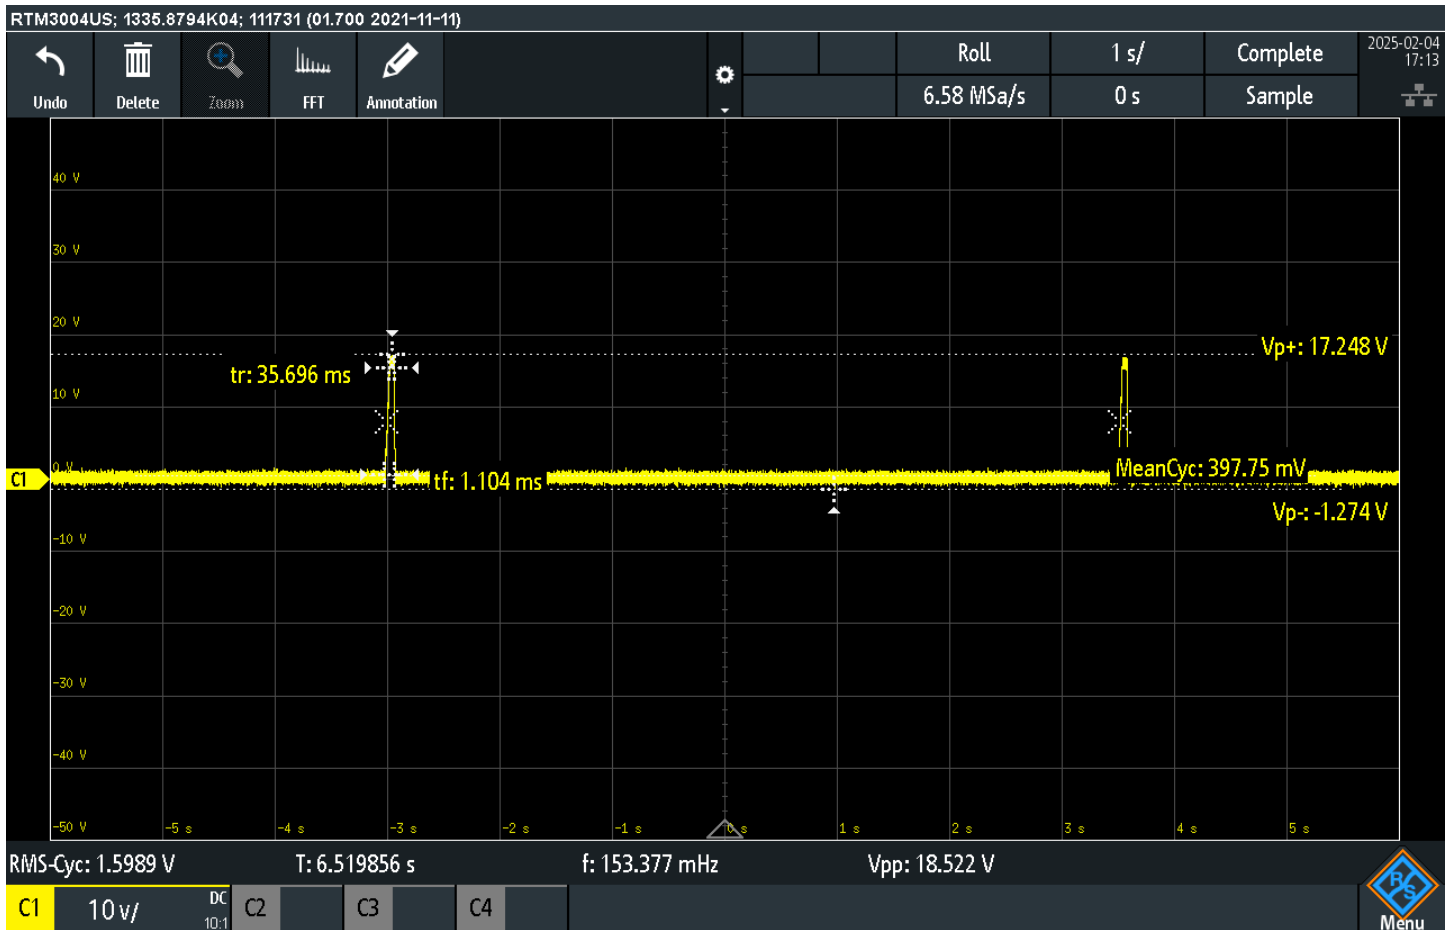 RTM3004US; 1335.8794K04; 111731 (01.700 2021-11-11)
Undo Delete Zoom FFT Annotation
Roll 1 s/ Complete
6.58 MSa/s 0 s Sample
2025-02-04
17:13
40 V
30 V
20 V
Vp+: 17.248 V
tr: 35.696 ms
10 V
0 V
C1
tf: 1.104 ms
MeanCyc: 397.75 mV
Vp-: -1.274 V
-10 V
-20 V
-30 V
-40 V
-50 V -5 s -4 s -3 s -2 s -1 s 0 s 1 s 2 s 3 s 4 s 5 s
RMS-Cyc: 1.5989 V T: 6.519856 s f: 153.377 mHz Vpp: 18.522 V
C1 10 V/ DC 10:1 C2 C3 C4
R&S
Menu